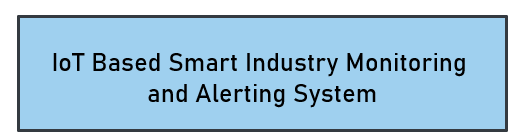 IoT Based Smart Industry Monitoring
and Alerting System